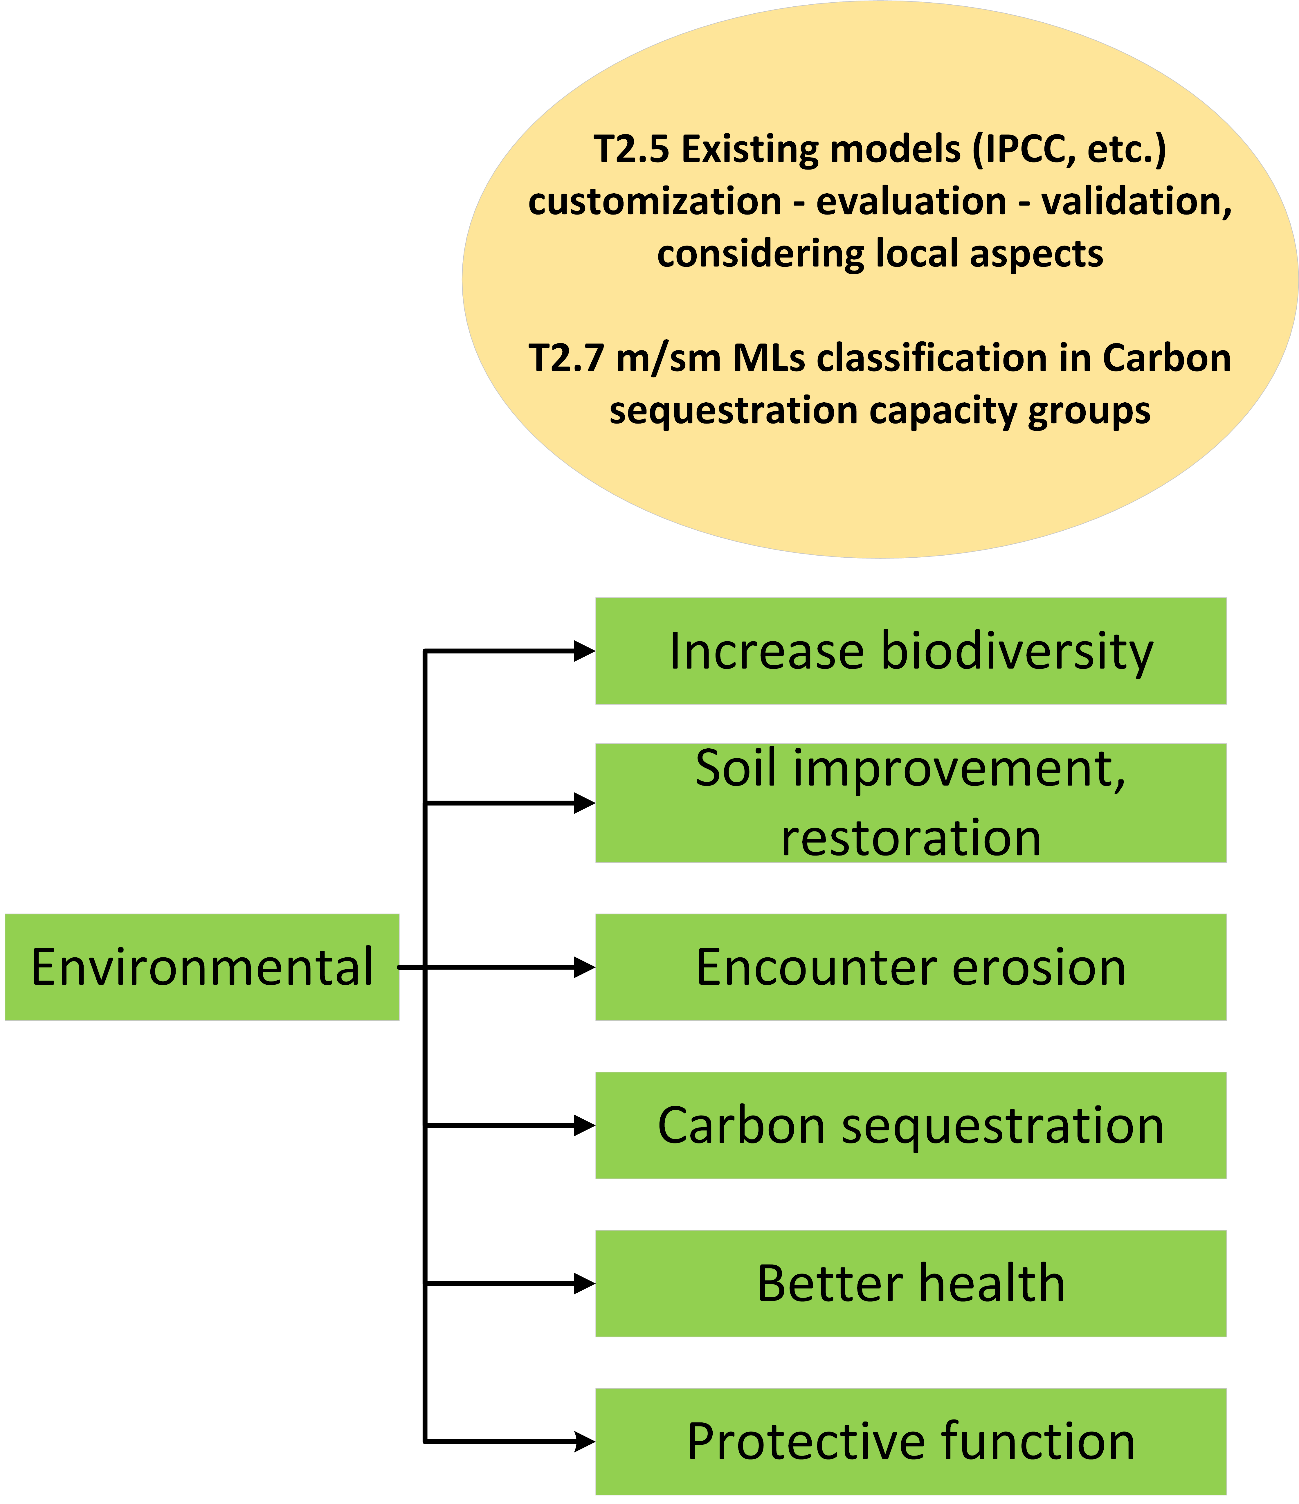 T2.5 Existing models (IPCC, etc.)
customization - evaluation - validation,
considering local aspects
T2.7 m/sm MLs classification in Carbon
sequestration capacity groups
Increase biodiversity
Soil improvement,
restoration
Environmental
Encounter erosion
Carbon sequestration
Better health
Protective function